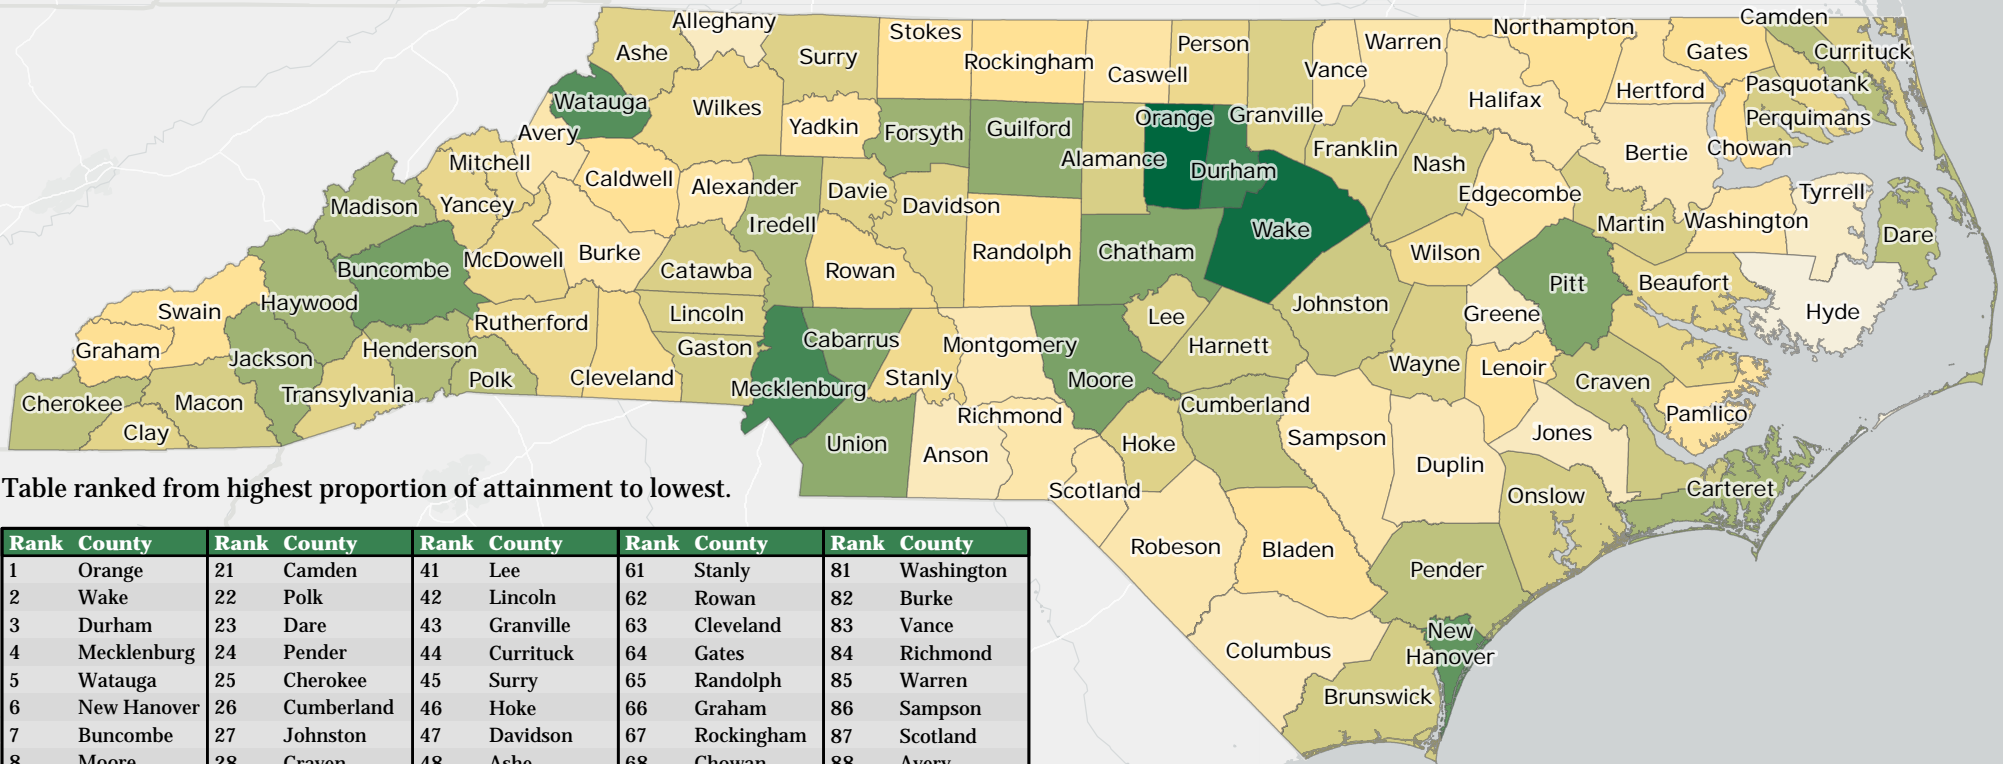 Alleghany
Camden
Stokes
Northampton
Ashe
Surry
Person
Warren
Gates
Currituck
Rockingham
Caswell
Vance
Pasquotank
Watauga
Wilkes
Hertford
Halifax
Yadkin
Forsyth
Guilford
Orange
Granville
Perquimans
Avery
Franklin
Chowan
Mitchell
Alamance
Durham
Nash
Bertie
Caldwell
Alexander
Davie
Edgecombe
Tyrrell
Madison
Yancey
Davidson
Iredell
Wake
Martin
Washington
Dare
McDowell
Burke
Randolph
Chatham
Wilson
Buncombe
Catawba
Rowan
Pitt
Beaufort
Haywood
Johnston
Swain
Lincoln
Lee
Greene
Hyde
Rutherford
Graham
Jackson
Henderson
Gaston
Cabarrus
Montgomery
Harnett
Wayne
Lenoir
Polk
Cleveland
Mecklenburg
Stanly
Moore
Craven
Cherokee
Macon
Transylvania
Cumberland
Pamlico
Clay
Richmond
Union
Anson
Hoke
Sampson
Jones
Duplin
Scotland
Onslow
Carteret
Robeson
Bladen
Pender
Columbus
New
Hanover
Brunswick
Table ranked from highest proportion of attainment to lowest.
Rank County Rank County Rank County Rank County Rank County
1 Orange 21 Camden 41 Lee 61 Stanly 81 Washington
2 Wake 22 Polk 42 Lincoln 62 Rowan 82 Burke
3 Durham 23 Dare 43 Granville 63 Cleveland 83 Vance
4 Mecklenburg 24 Pender 44 Currituck 64 Gates 84 Richmond
5 Watauga 25 Cherokee 45 Surry 65 Randolph 85 Warren
6 New Hanover 26 Cumberland 46 Hoke 66 Graham 86 Sampson
7 Buncombe 27 Johnston 47 Davidson 67 Rockingham 87 Scotland
8 Moore 28 Craven 48 Ashe 68 Chowan 88 Avery